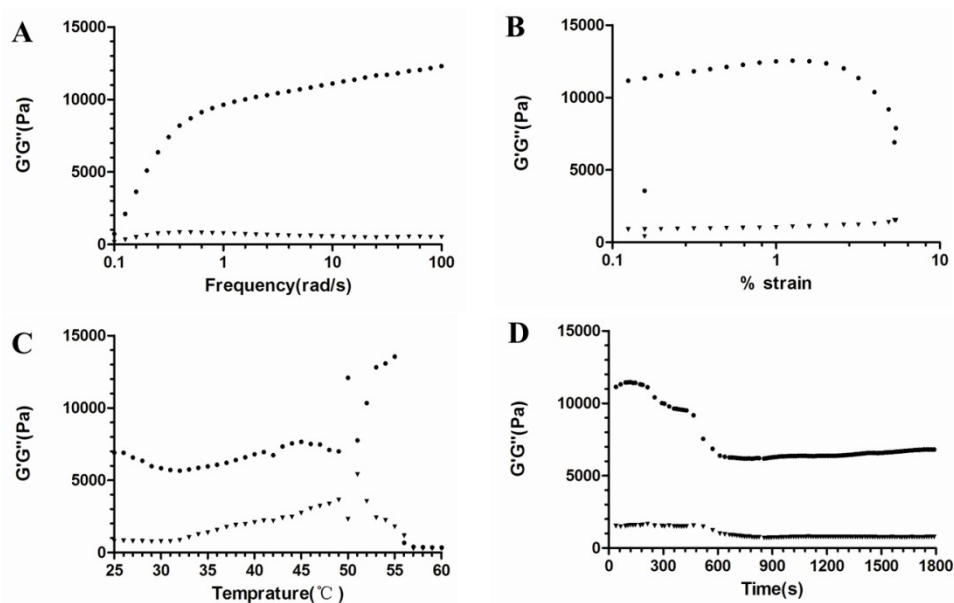 A
G'G''(Pa)
15000
10000
5000
0
0.1 1 10 100
Frequency(rad/s)
B
G'G''(Pa)
15000
10000
5000
0
0.1 1 10
% strain
C
G'G''(Pa)
15000
10000
5000
0
25 30 35 40 45 50 55 60
Temprature(℃)
D
G'G''(Pa)
15000
10000
5000
0
0 300 600 900 1200 1500 1800
Time(s)